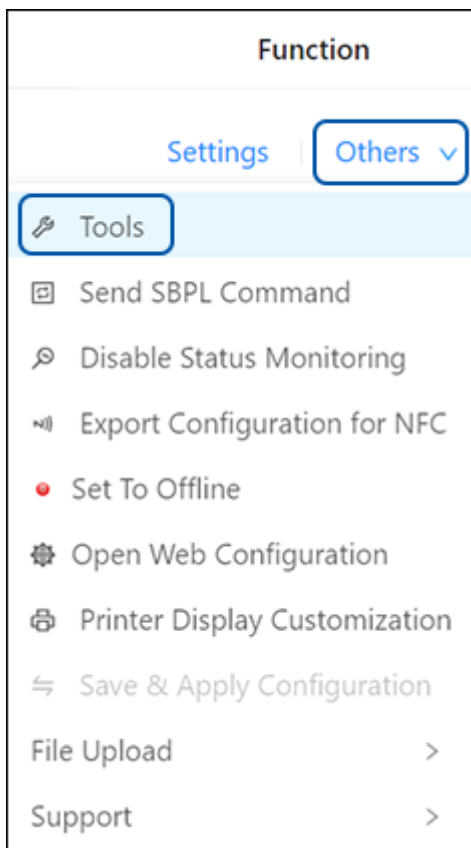 Function
Settings
Others
Tools
Send SBPL Command
Disable Status Monitoring
Export Configuration for NFC
Set To Offline
Open Web Configuration
Printer Display Customization
Save & Apply Configuration
File Upload
Support